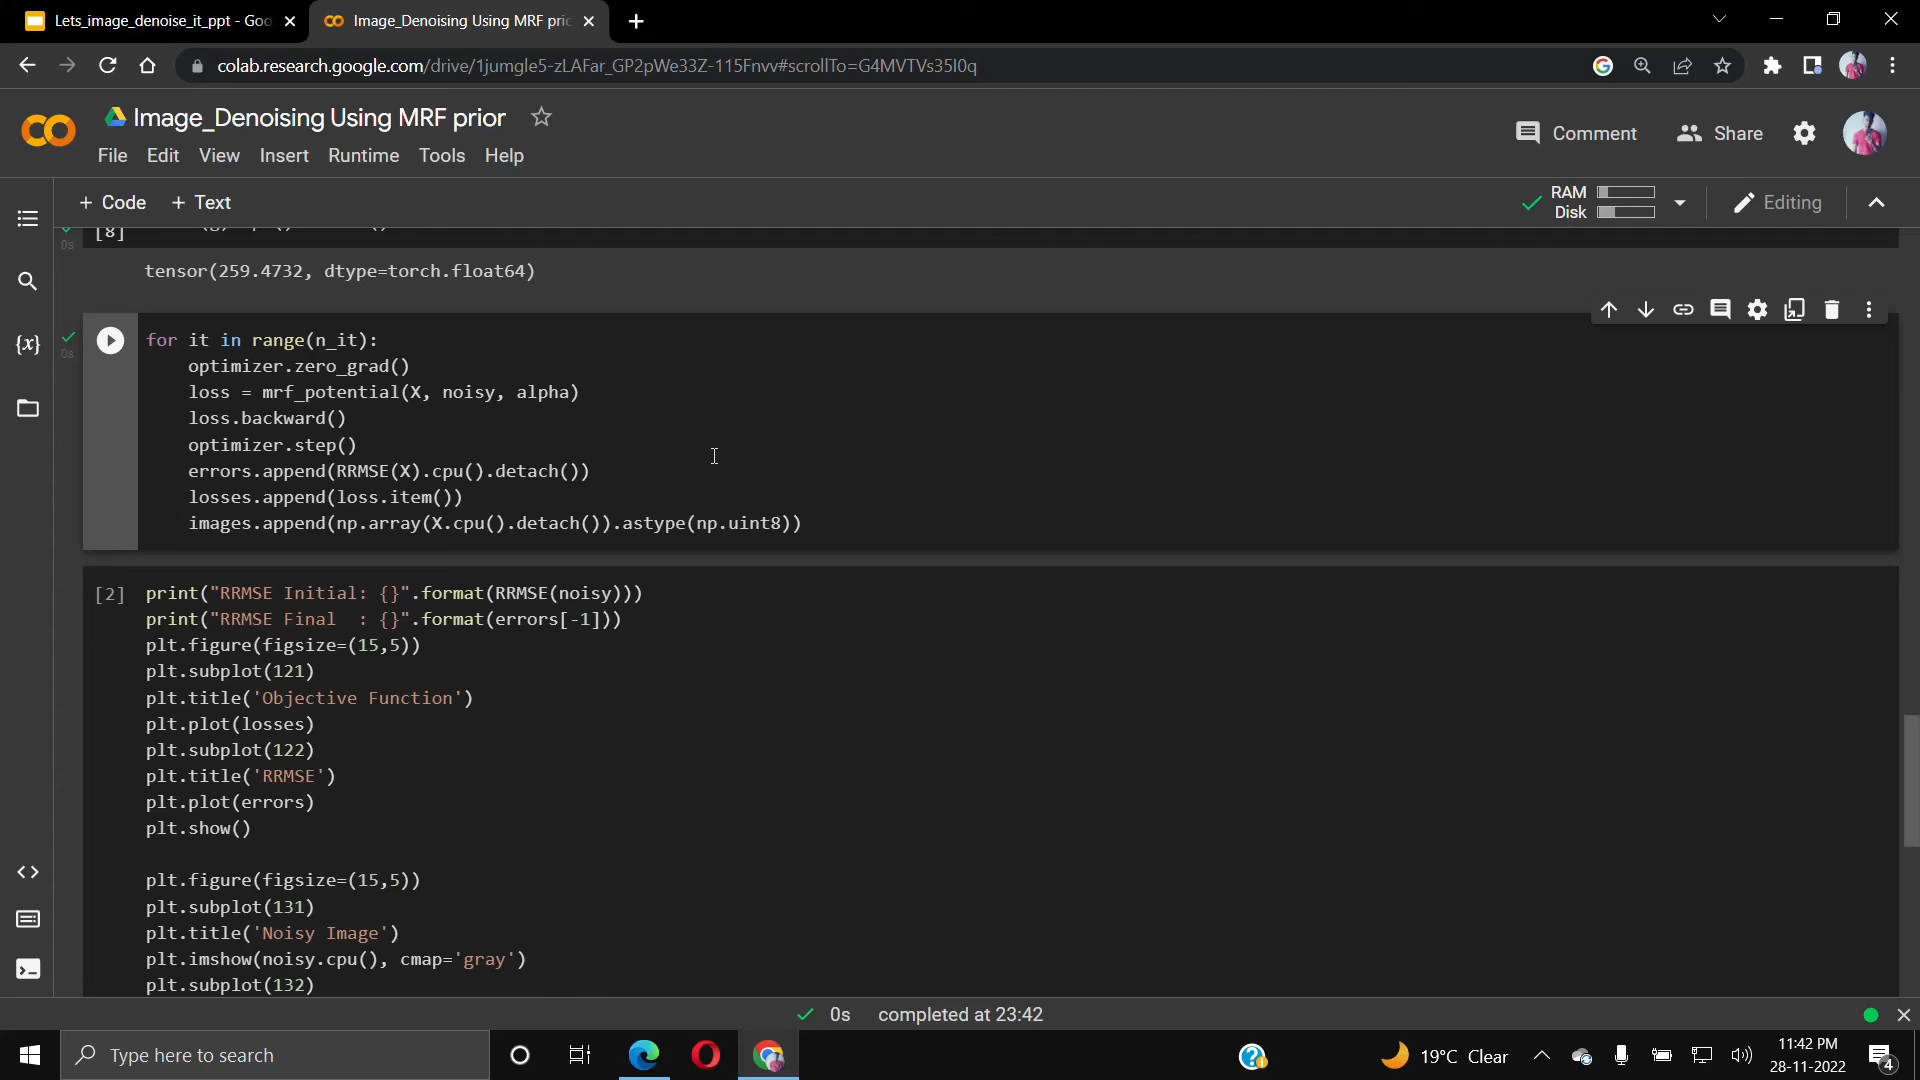 Lets_image_denoise_it_ppt - Goo
Image_Denoising Using MRF pric
colab.research.google.com/drive/1jumgle5-zLAFar_GP2pWe33Z-115Fnvv#scrollTo=G4MVTVs35I0q
Image_Denoising Using MRF prior
Comment
Share
File Edit View Insert Runtime Tools Help
+ Code + Text
RAM
Disk
Editing
[8]
0s
tensor(259.4732, dtype=torch.float64)
0s
for it in range(n_it):
    optimizer.zero_grad()
    loss = mrf_potential(X, noisy, alpha)
    loss.backward()
    optimizer.step()
    errors.append(RRMSE(X).cpu().detach())
    losses.append(loss.item())
    images.append(np.array(X.cpu().detach()).astype(np.uint8))
[2] print("RRMSE Initial: {}".format(RRMSE(noisy)))
print("RRMSE Final  : {}".format(errors[-1]))
plt.figure(figsize=(15,5))
plt.subplot(121)
plt.title('Objective Function')
plt.plot(losses)
plt.subplot(122)
plt.title('RRMSE')
plt.plot(errors)
plt.show()
plt.figure(figsize=(15,5))
plt.subplot(131)
plt.title('Noisy Image')
plt.imshow(noisy.cpu(), cmap='gray')
plt.subplot(132)
0s completed at 23:42
Type here to search
19°C Clear
11:42 PM
28-11-2022
4